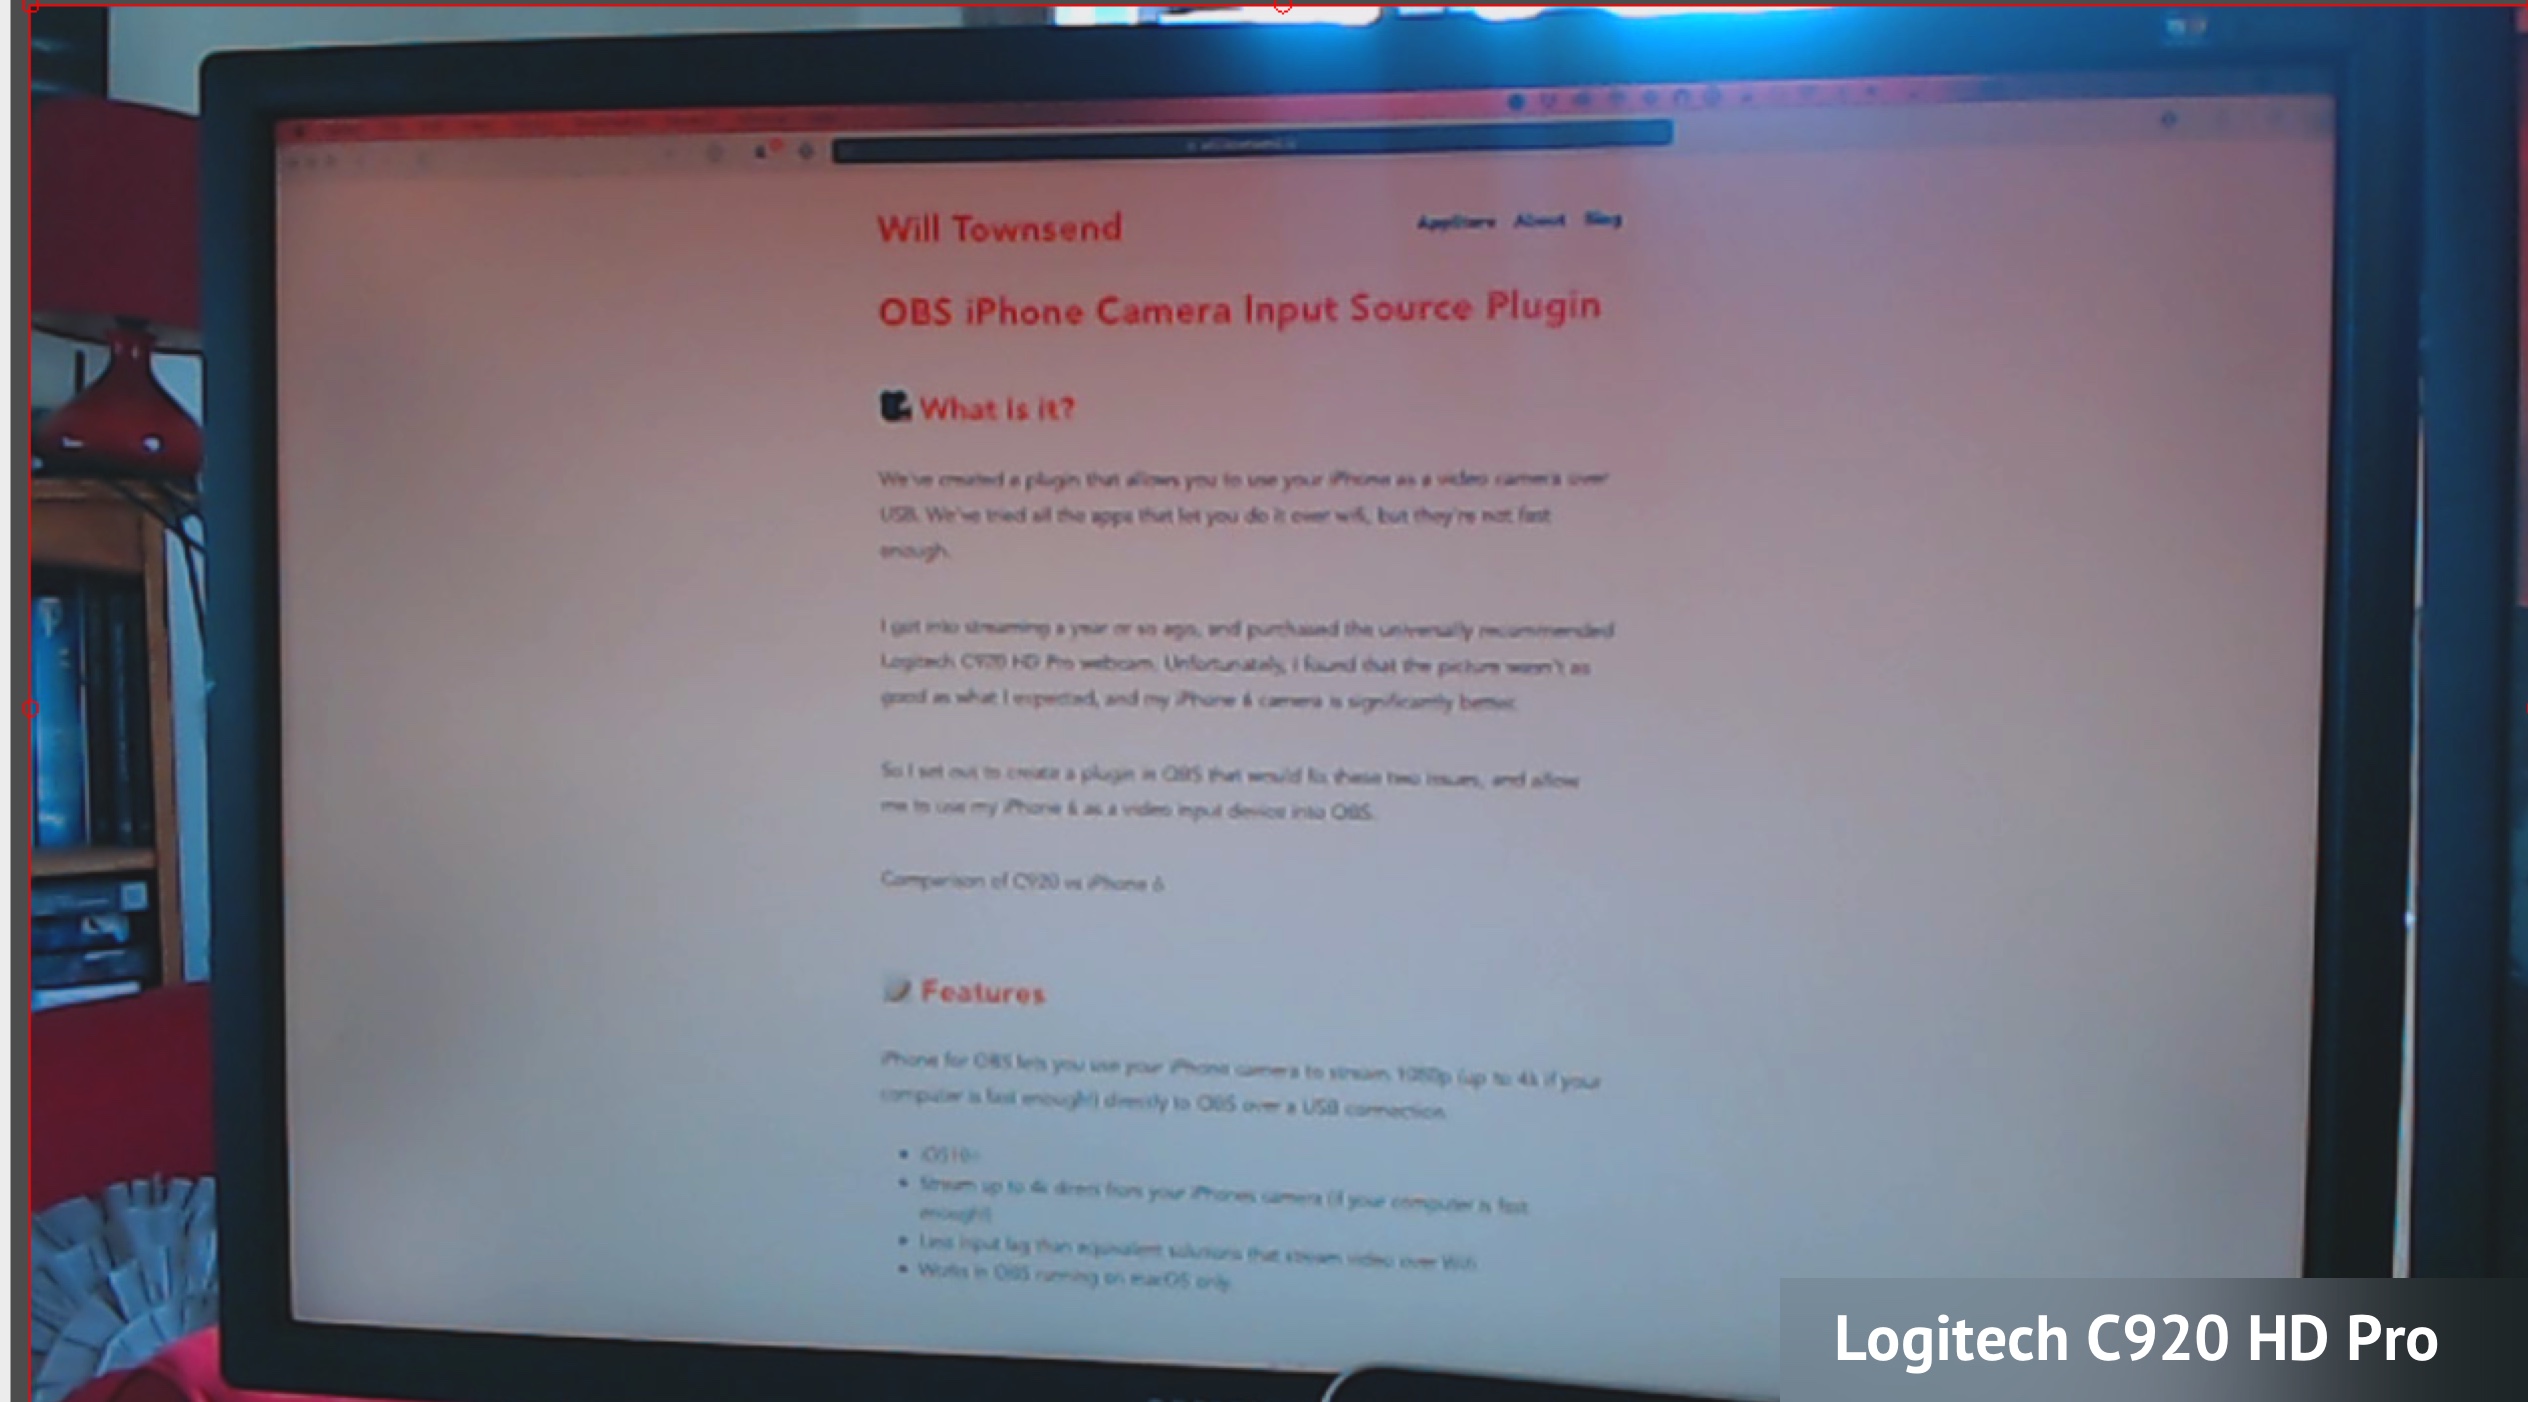 Will Townsend
AppStore About Blog
OBS iPhone Camera Input Source Plugin
What is it?
We've created a plugin that allows you to use your iPhone as a video camera over
USB. We've tried all the apps that let you do it over wifi, but they're not fast
enough.
I got into streaming a year or so ago, and purchased the universally recommended
Logitech C920 HD Pro webcam. Unfortunately, I found that the picture wasn't as
good as what I expected, and my iPhone 6 camera is significantly better.
So I set out to create a plugin in OBS that would fix these two issues, and allow
me to use my iPhone 6 as a video input device into OBS.
Comparison of C920 vs iPhone 6
Features
iPhone for OBS lets you use your iPhone camera to stream 1080p (up to 4k if your
computer is fast enough!) directly to OBS over a USB connection.
Stream up to 4k direct from your iPhones camera (if your computer is fast
enough!)
Less input lag than equivalent solutions that stream video over Wifi
Works in OBS running on macOS only.
Logitech C920 HD Pro